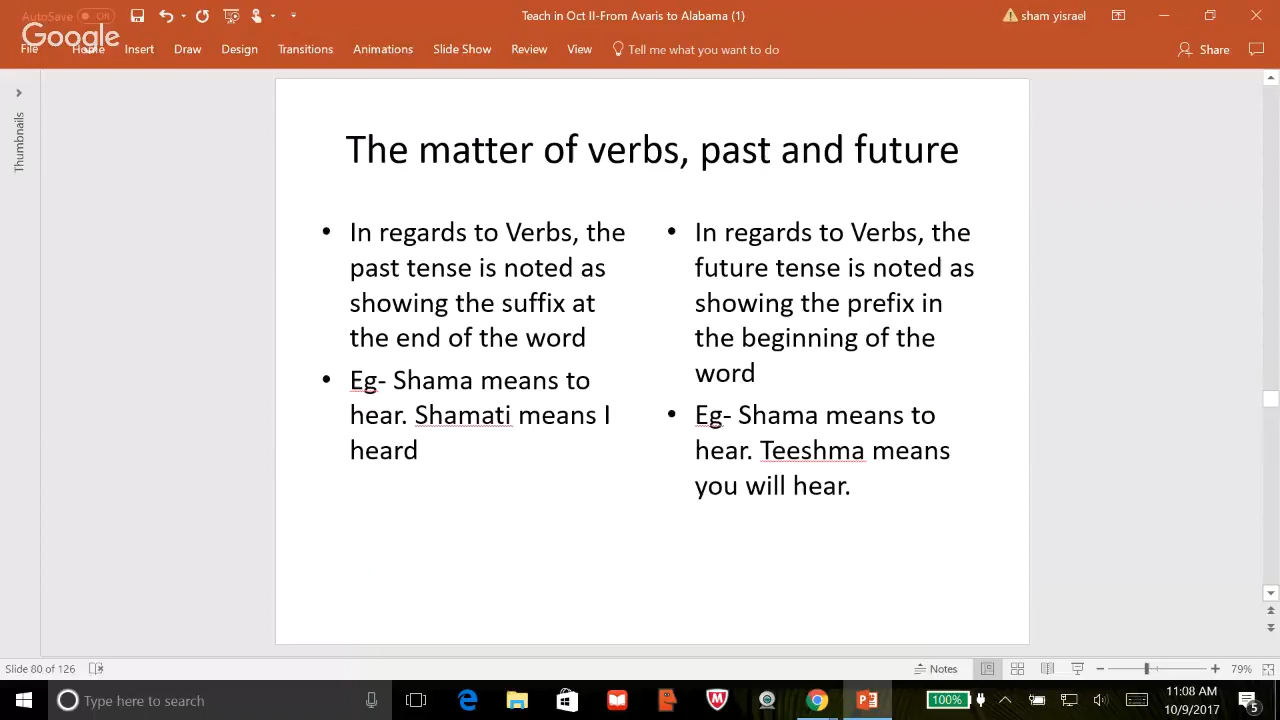 AutoSave Off
Teach in Oct II-From Avaris to Alabama (1)
sham yisrael
Google
File Home Insert Draw Design Transitions Animations Slide Show Review View Tell me what you want to do
Share
Thumbnails
The matter of verbs, past and future
• In regards to Verbs, the
past tense is noted as
showing the suffix at
the end of the word
• Eg- Shama means to
hear. Shamati means I
heard
• In regards to Verbs, the
future tense is noted as
showing the prefix in
the beginning of the
word
• Eg- Shama means to
hear. Teeshma means
you will hear.
Slide 80 of 126
Notes
79%
Type here to search
100%
11:08 AM
10/9/2017
5